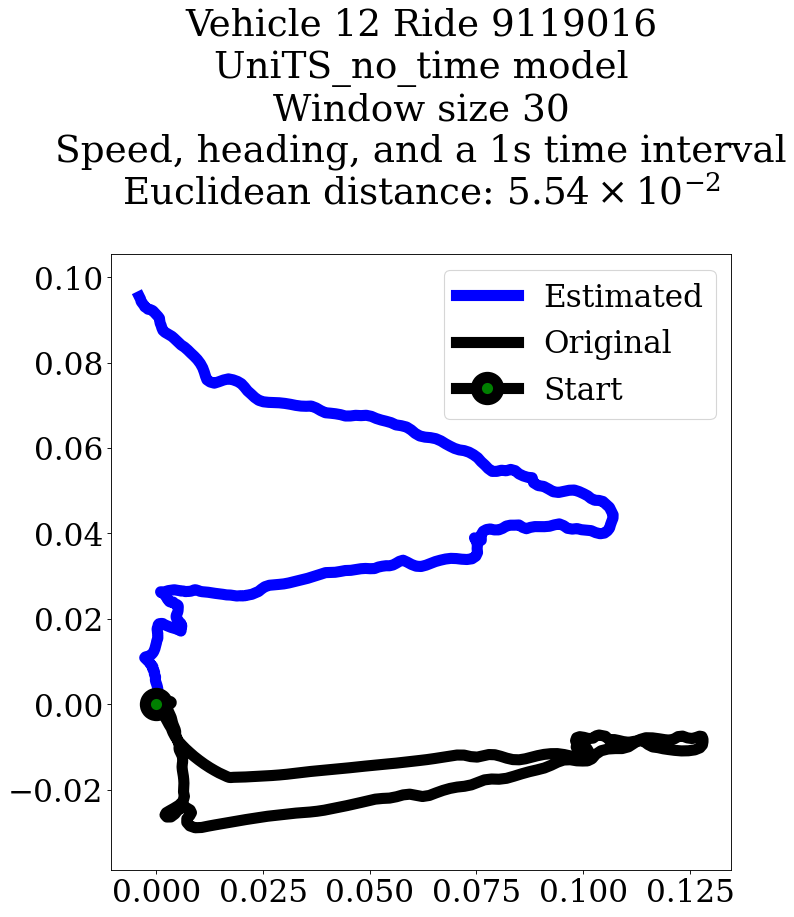 Vehicle 12 Ride 9119016
UniTS_no_time model
Window size 30
Speed, heading, and a 1s time interval
Euclidean distance: 5.54 × 10⁻²
Estimated
Original
Start
0.10
0.08
0.06
0.04
0.02
0.00
−0.02
0.000 0.025 0.050 0.075 0.100 0.125